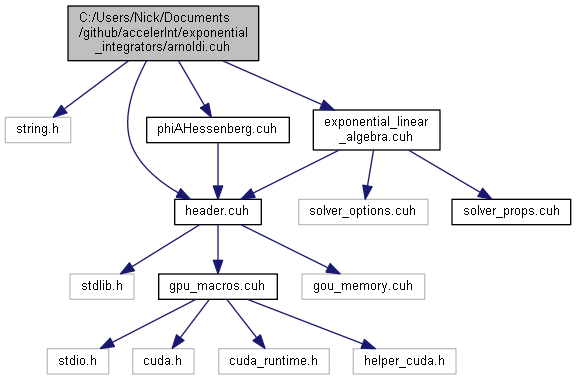 C:/Users/Nick/Documents
/github/accelerInt/exponential
_integrators/arnoldi.cuh
string.h
phiAHessenberg.cuh
exponential_linear
_algebra.cuh
header.cuh
solver_options.cuh
solver_props.cuh
stdlib.h
gpu_macros.cuh
gou_memory.cuh
stdio.h
cuda.h
cuda_runtime.h
helper_cuda.h